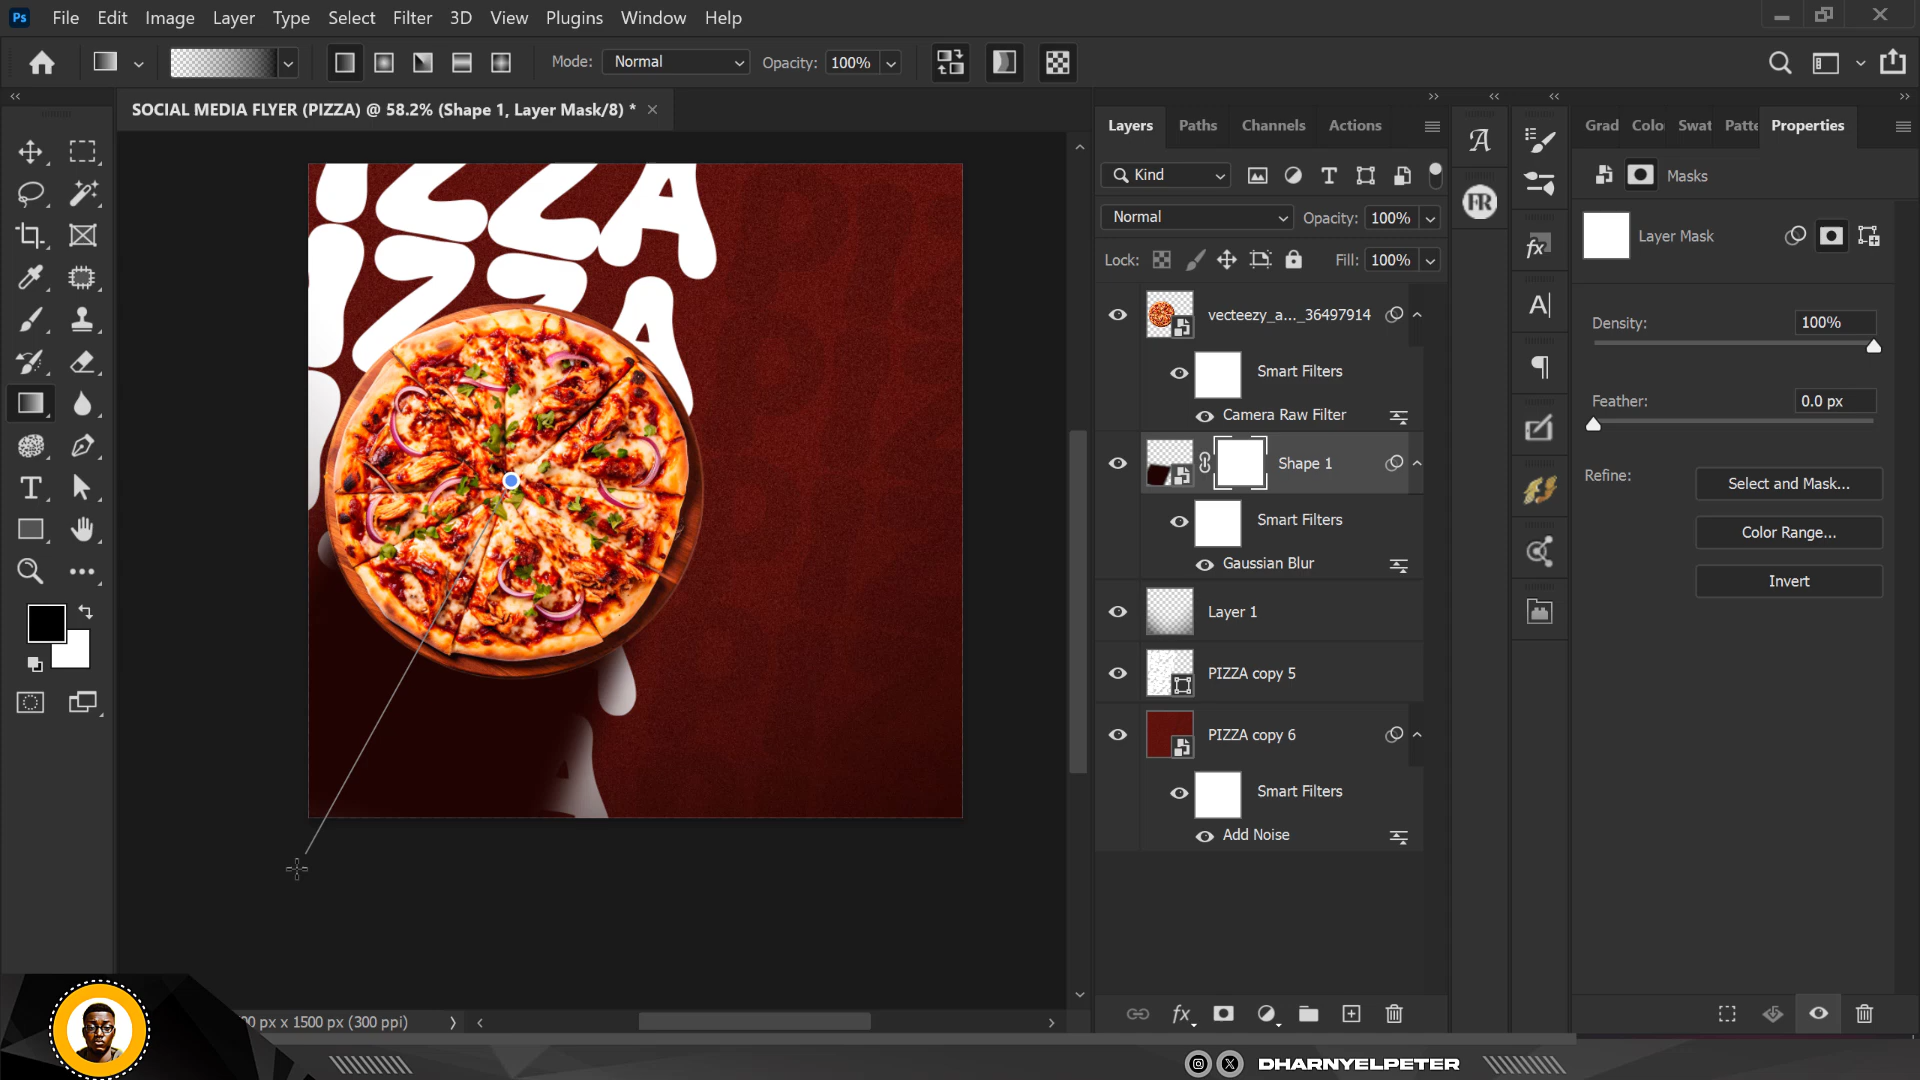 Ps File Edit Image Layer Type Select Filter 3D View Plugins Window Help
Mode: Normal Opacity: 100%
SOCIAL MEDIA FLYER (PIZZA) @ 58.2% (Shape 1, Layer Mask/8) *
IZZA
IZZA
Layers Paths Channels Actions
Kind
Normal Opacity: 100%
Lock: Fill: 100%
vecteezy_a..._36497914
Smart Filters
Camera Raw Filter
Shape 1
Smart Filters
Gaussian Blur
Layer 1
PIZZA copy 5
PIZZA copy 6
Smart Filters
Add Noise
FR
Grad Colo Swat Patte Properties
Masks
Layer Mask
Density: 100%
Feather: 0.0 px
Refine: Select and Mask...
Color Range...
Invert
00 px x 1500 px (300 ppi)
DHARNYELPETER